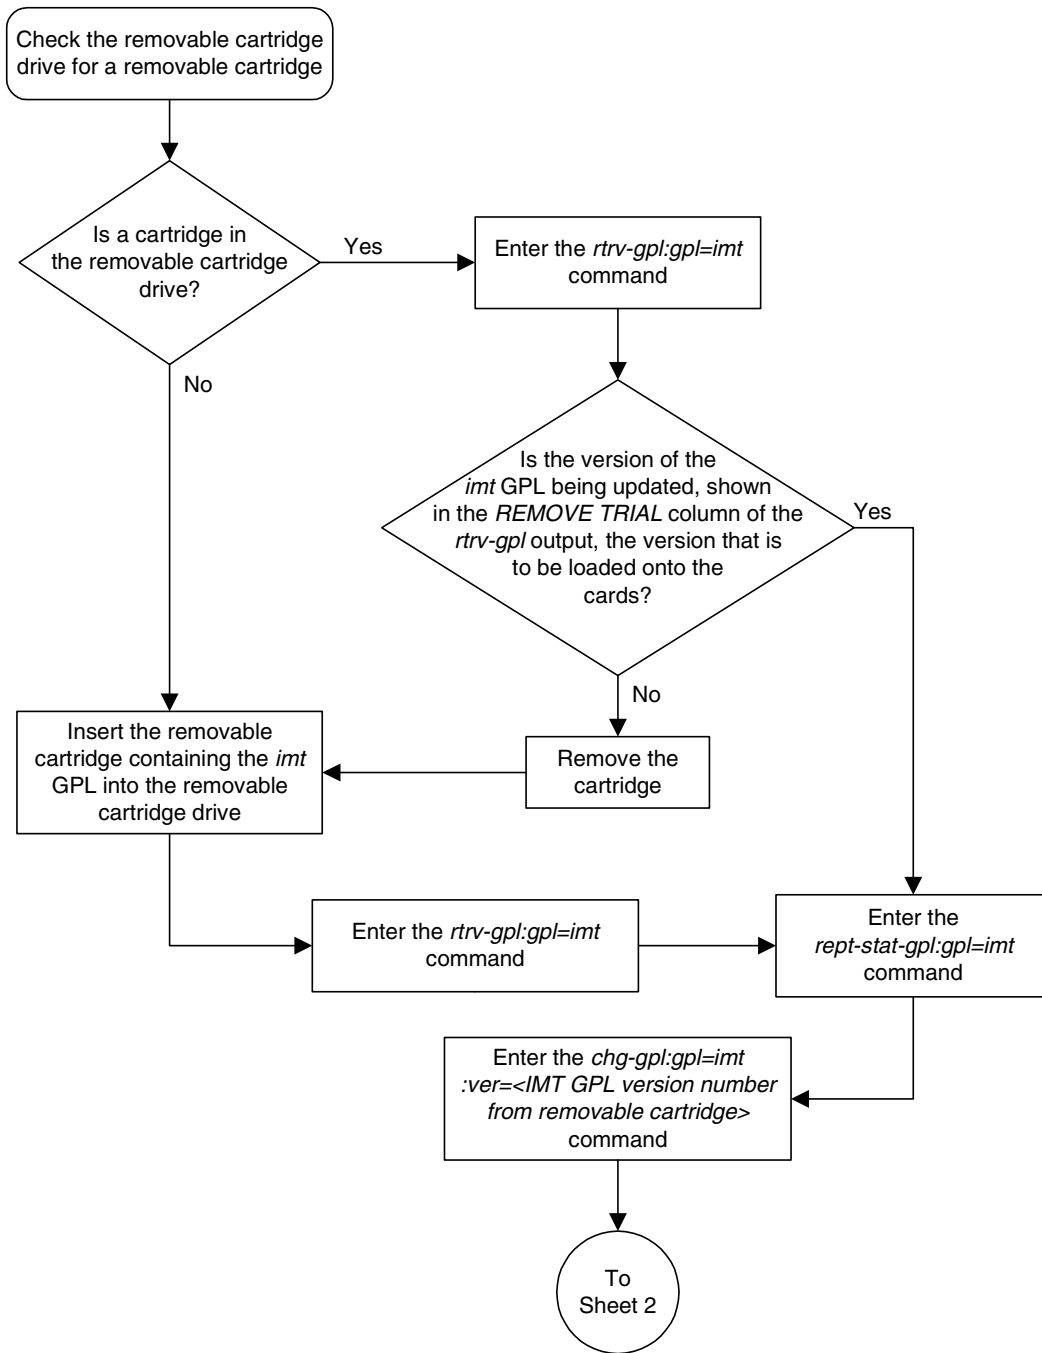 Check the removable cartridge
drive for a removable cartridge
Is a cartridge in
the removable cartridge
drive?
Yes
Enter the rtrv-gpl:gpl=imt
command
No
Is the version of the
imt GPL being updated, shown
in the REMOVE TRIAL column of the
rtrv-gpl output, the version that is
to be loaded onto the
cards?
Yes
No
Insert the removable
cartridge containing the imt
GPL into the removable
cartridge drive
Remove the
cartridge
Enter the rtrv-gpl:gpl=imt
command
Enter the
rept-stat-gpl:gpl=imt
command
Enter the chg-gpl:gpl=imt
:ver=<IMT GPL version number
from removable cartridge>
command
To
Sheet 2